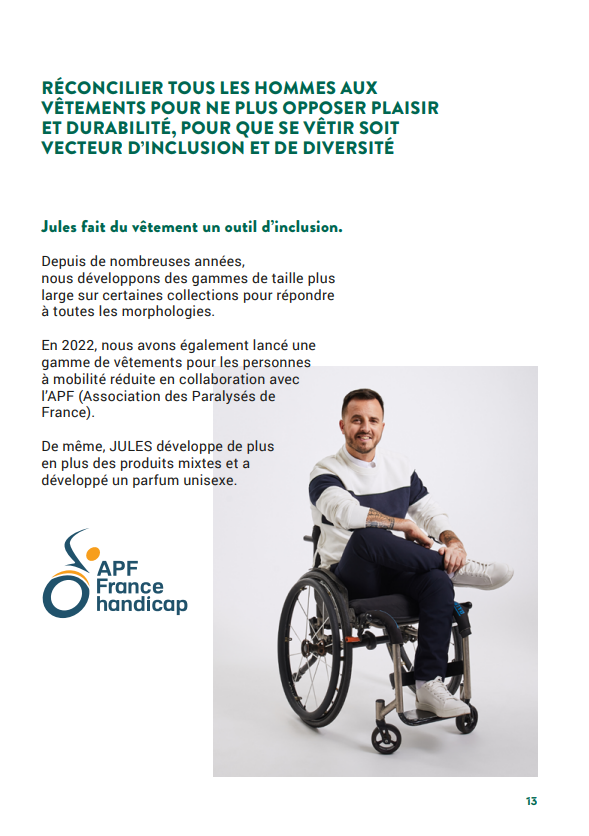 RÉCONCILIER TOUS LES HOMMES AUX
VÊTEMENTS POUR NE PLUS OPPOSER PLAISIR
ET DURABILITÉ, POUR QUE SE VÊTIR SOIT
VECTEUR D’INCLUSION ET DE DIVERSITÉ
Jules fait du vêtement un outil d’inclusion.
Depuis de nombreuses années,
nous développons des gammes de taille plus
large sur certaines collections pour répondre
à toutes les morphologies.
En 2022, nous avons également lancé une
gamme de vêtements pour les personnes
à mobilité réduite en collaboration avec
l’APF (Association des Paralysés de
France).
De même, JULES développe de plus
en plus des produits mixtes et a
développé un parfum unisexe.
APF
France
handicap
13